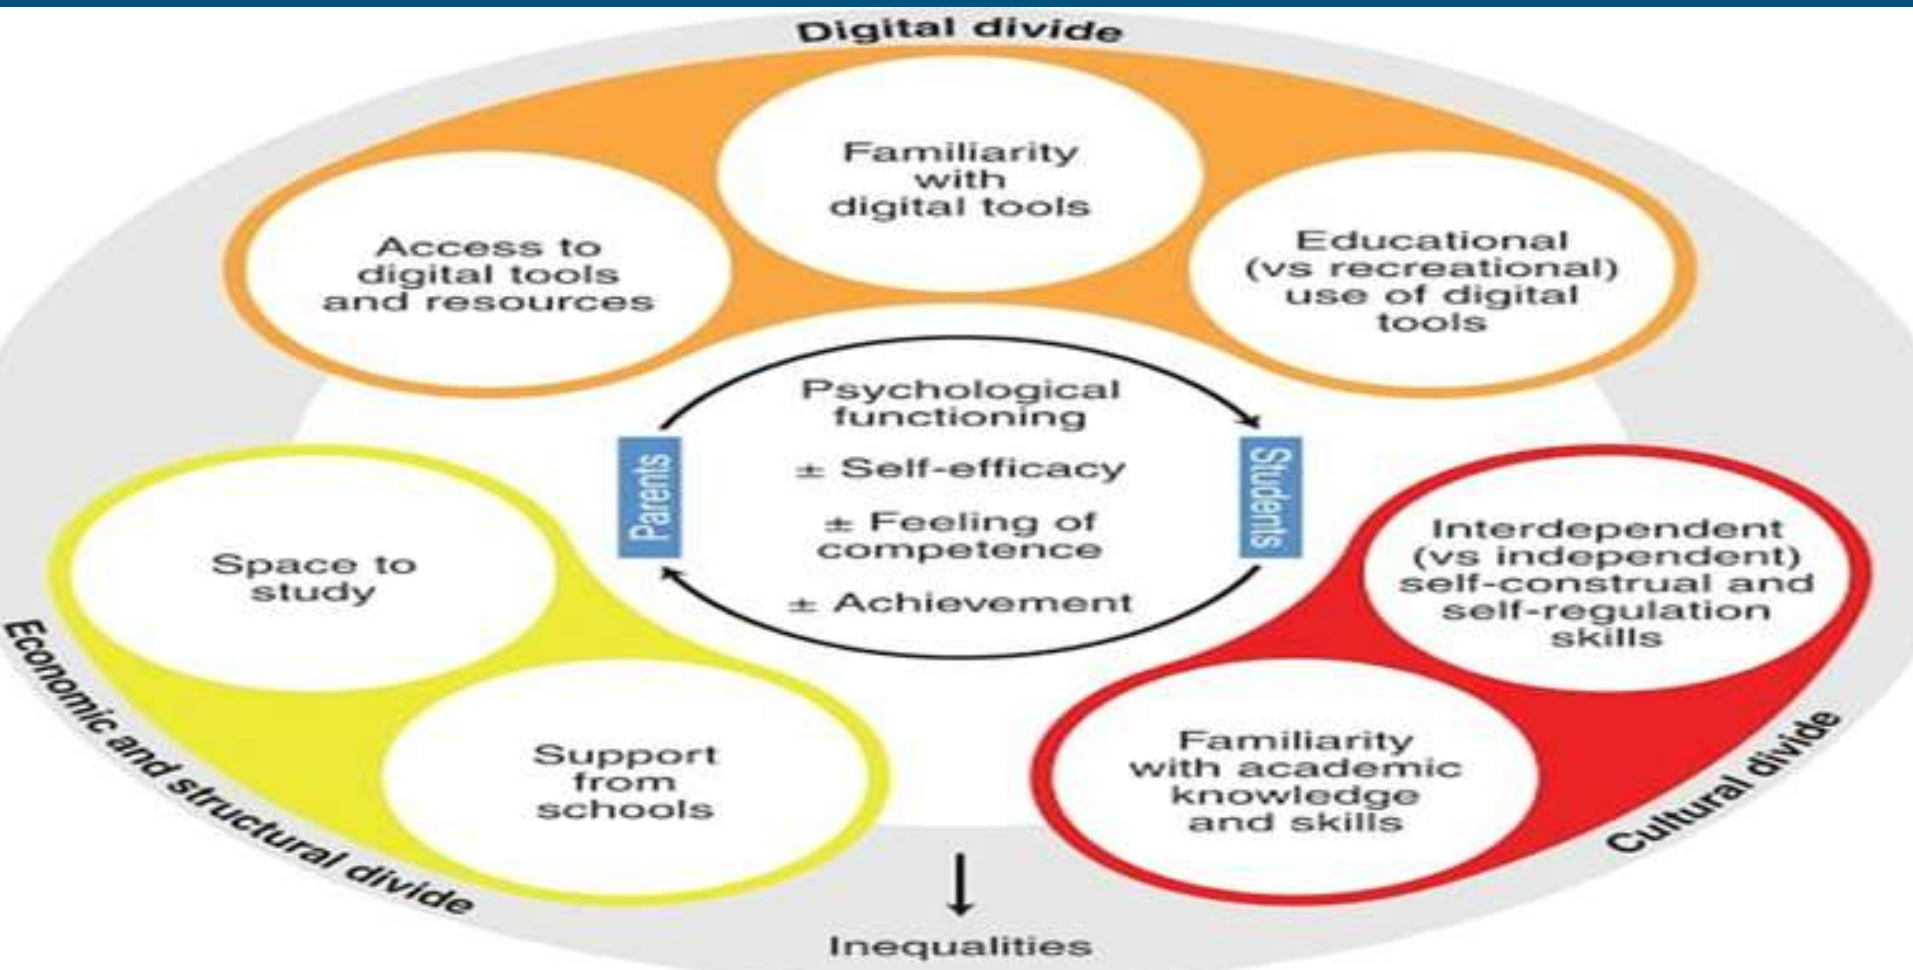 Digital divide
Familiarity
with
digital tools
Access to
digital tools
and resources
Educational
(vs recreational)
use of digital
tools
Psychological
functioning
± Self-efficacy
± Feeling of
competence
± Achievement
Parents
Students
Space to
study
Support
from
schools
Economic and structural divide
Interdependent
(vs independent)
self-construal and
self-regulation
skills
Familiarity
with academic
knowledge
and skills
Cultural divide
Inequalities